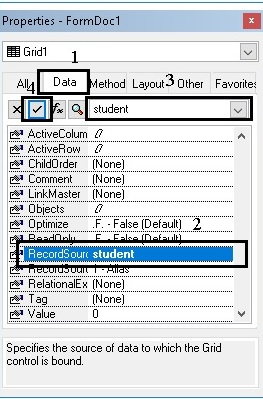 Properties - FormDoc1
Grid1
1
All Data Method Layout 3 Other Favorites
4 fx student
ActiveColum
ActiveRow
ChildOrder (None)
Comment (None)
LinkMaster (None)
Objects
Optimize .F. - False (Default) 2
ReadOnly .F. - False (Default)
RecordSour student
RecordSourc 1 - Alias
RelationalEx (None)
Tag (None)
Value 0
Specifies the source of data to which the Grid
control is bound.